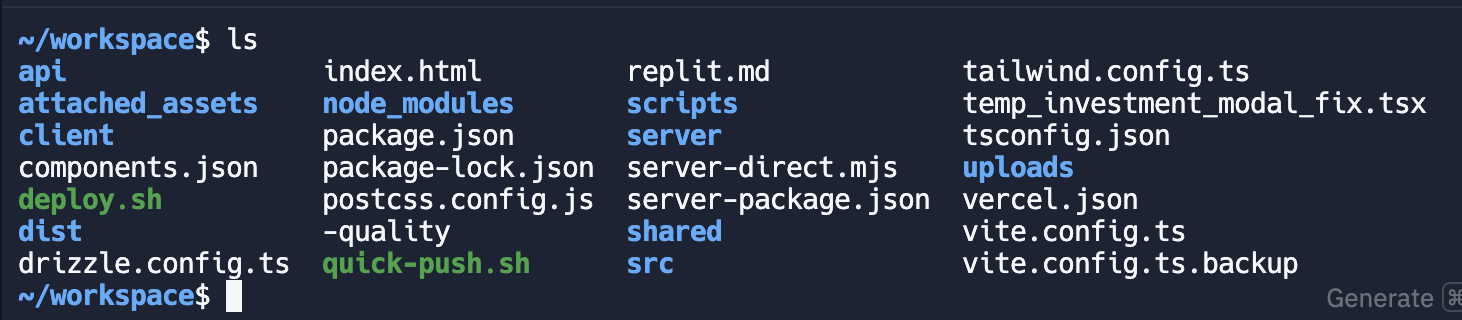 ~/workspace$ ls
api index.html replit.md tailwind.config.ts
attached_assets node_modules scripts temp_investment_modal_fix.tsx
client package.json server tsconfig.json
components.json package-lock.json server-direct.mjs uploads
deploy.sh postcss.config.js server-package.json vercel.json
dist -quality shared vite.config.ts
drizzle.config.ts quick-push.sh src vite.config.ts.backup
~/workspace$
Generate ⌘